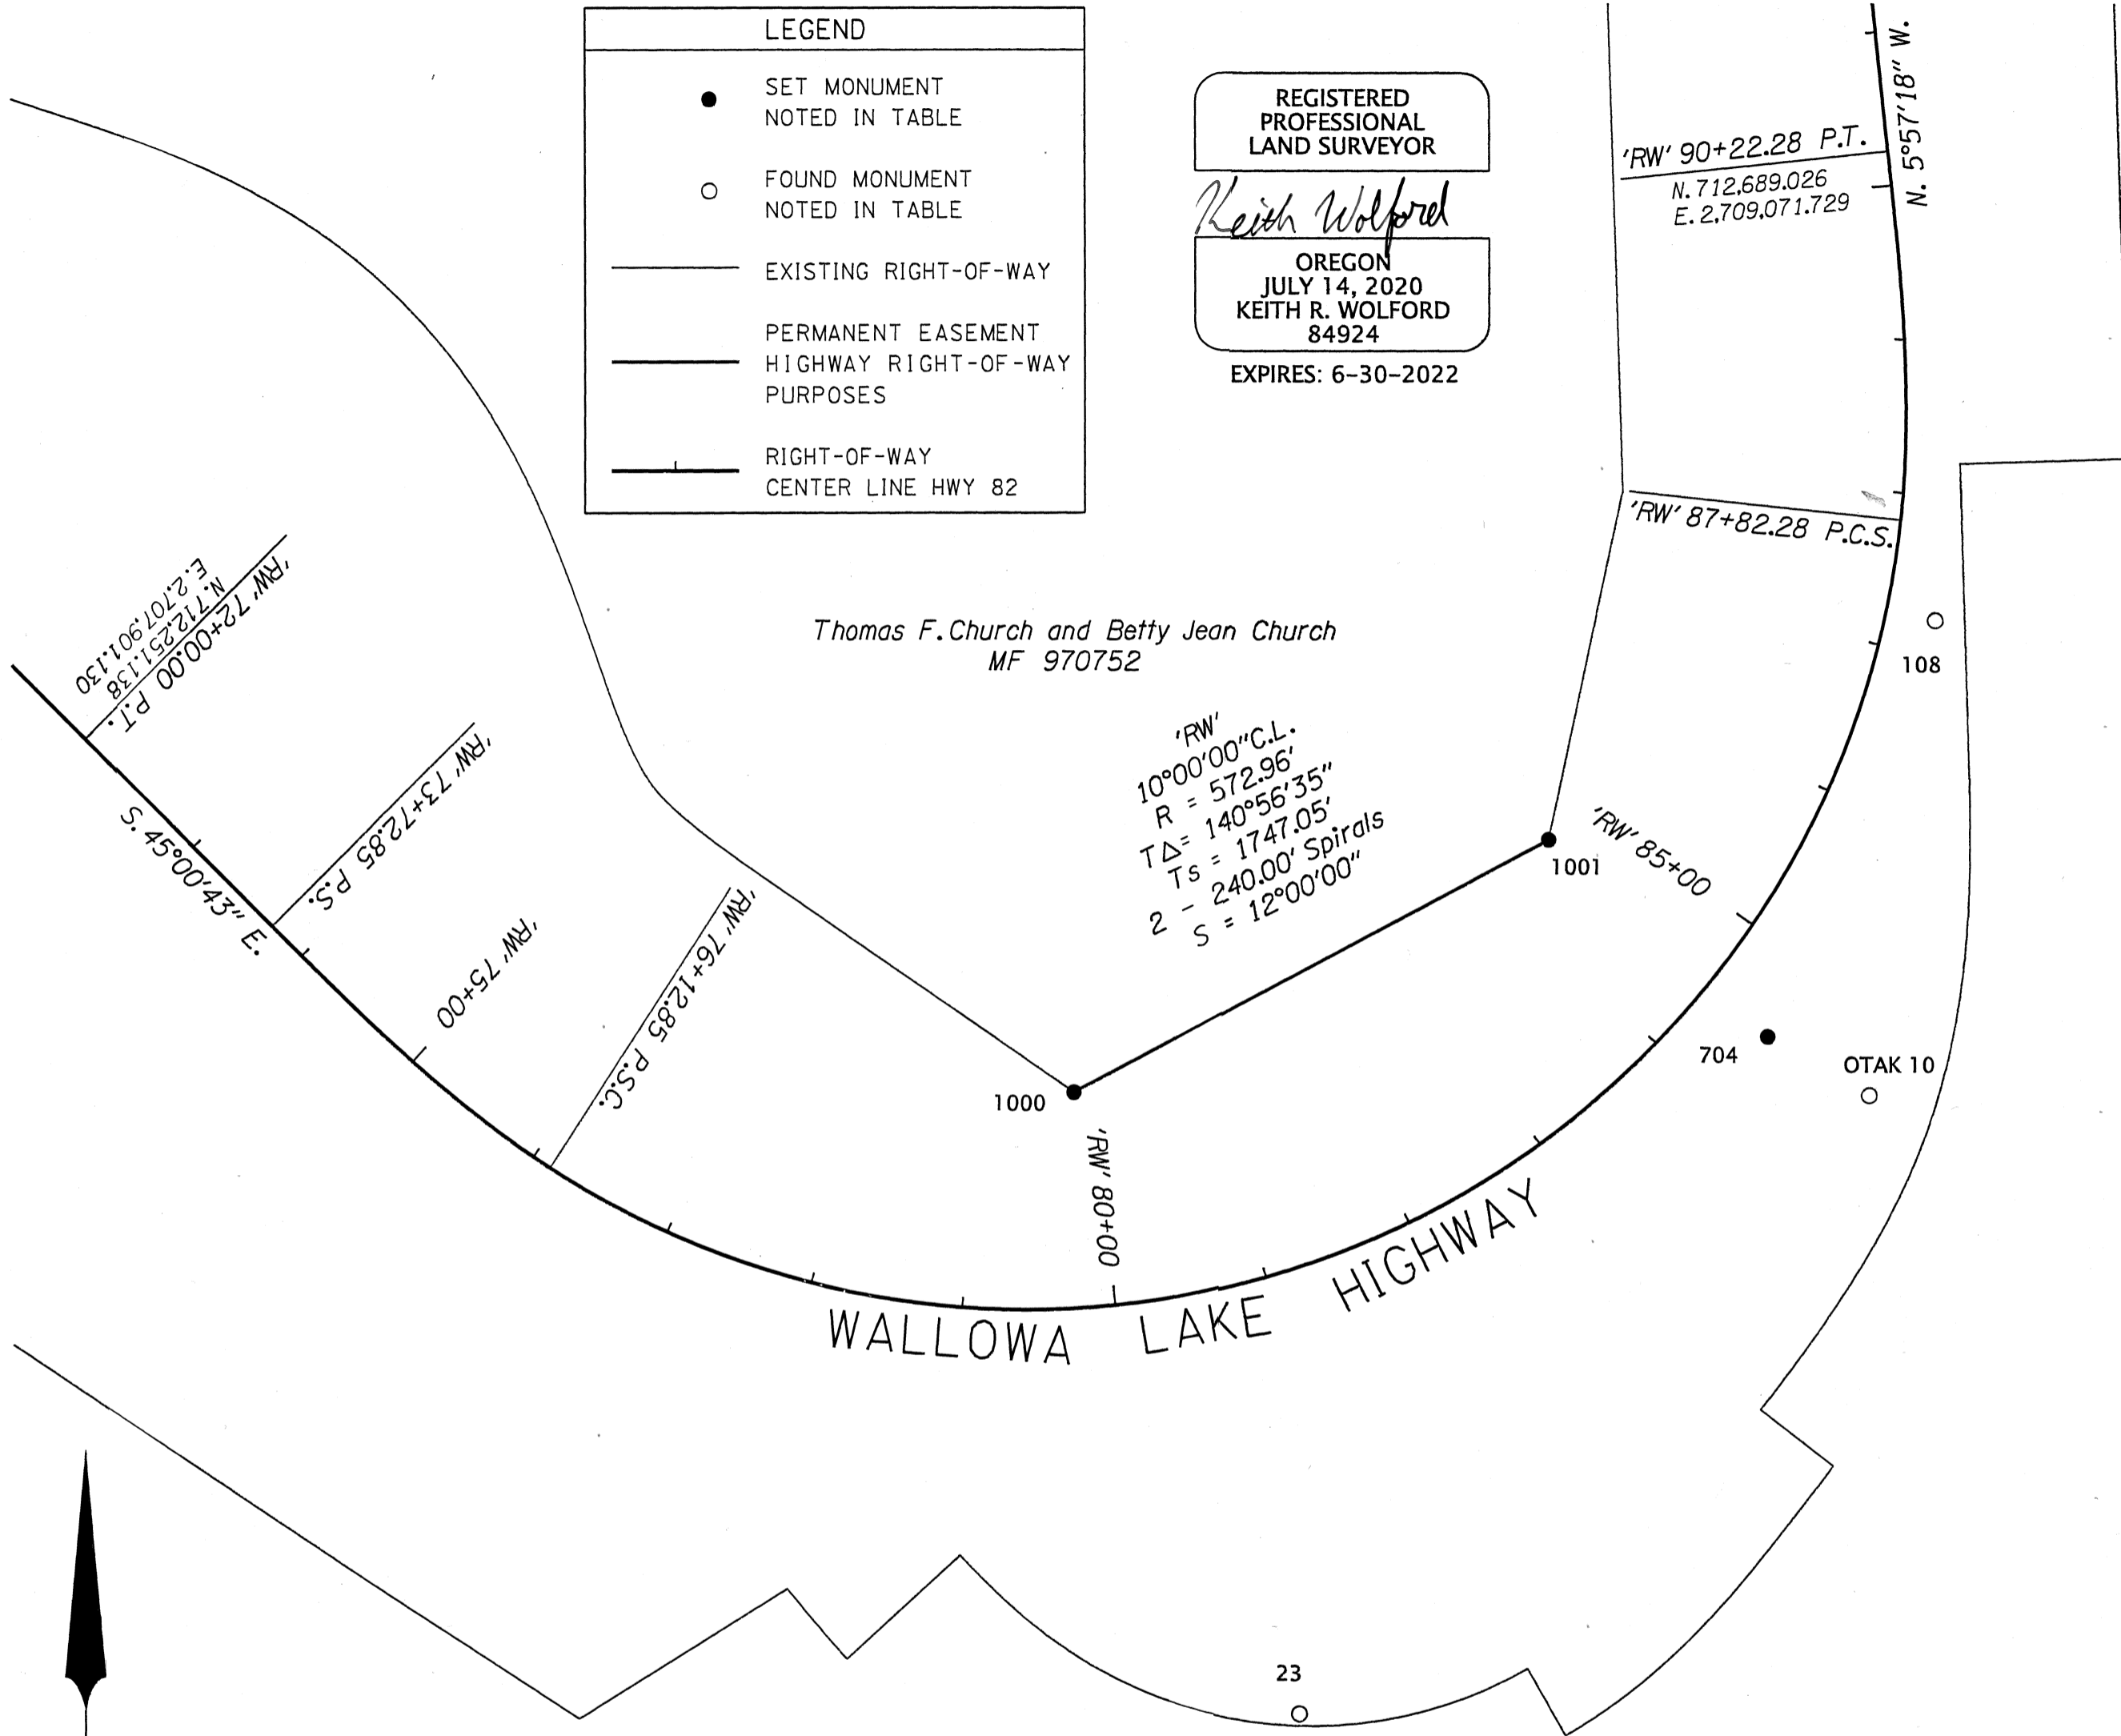 LEGEND
SET MONUMENT
NOTED IN TABLE
FOUND MONUMENT
NOTED IN TABLE
EXISTING RIGHT-OF-WAY
PERMANENT EASEMENT
HIGHWAY RIGHT-OF-WAY
PURPOSES
RIGHT-OF-WAY
CENTER LINE HWY 82
REGISTERED
PROFESSIONAL
LAND SURVEYOR
Keith Wolford
OREGON
JULY 14, 2020
KEITH R. WOLFORD
84924
EXPIRES: 6-30-2022
N. 5°57'18" W.
'RW' 90+22.28 P.T.
N. 712,689.026
E. 2,709,071.729
'RW' 87+82.28 P.C.S.
108
Thomas F. Church and Betty Jean Church
MF 970752
'RW'
10°00'00" C.L.
R = 572.96'
T∆= 140°56'35"
Ts = 1747.05'
2 - 240.00' Spirals
S = 12°00'00"
'RW' 72+00.00 P.T.
N. 712,251.138
E. 2,707,901.130
S. 45°00'43" E.
'RW' 73+72.85 P.S.
'RW' 75+00
'RW' 76+12.85 P.S.C.
1000
'RW' 80+00
1001
'RW' 85+00
704
OTAK 10
WALLOWA LAKE HIGHWAY
23